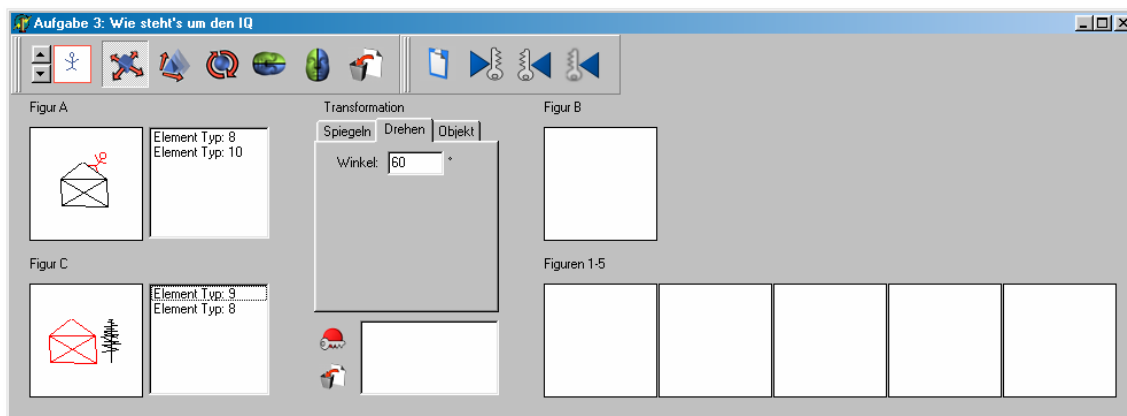 Aufgabe 3: Wie steht's um den IQ
Figur A
Transformation
Figur B
Element Typ: 8
Element Typ: 10
Spiegeln Drehen Objekt
Winkel: 60 °
Figur C
Figuren 1-5
Element Typ: 9
Element Typ: 8